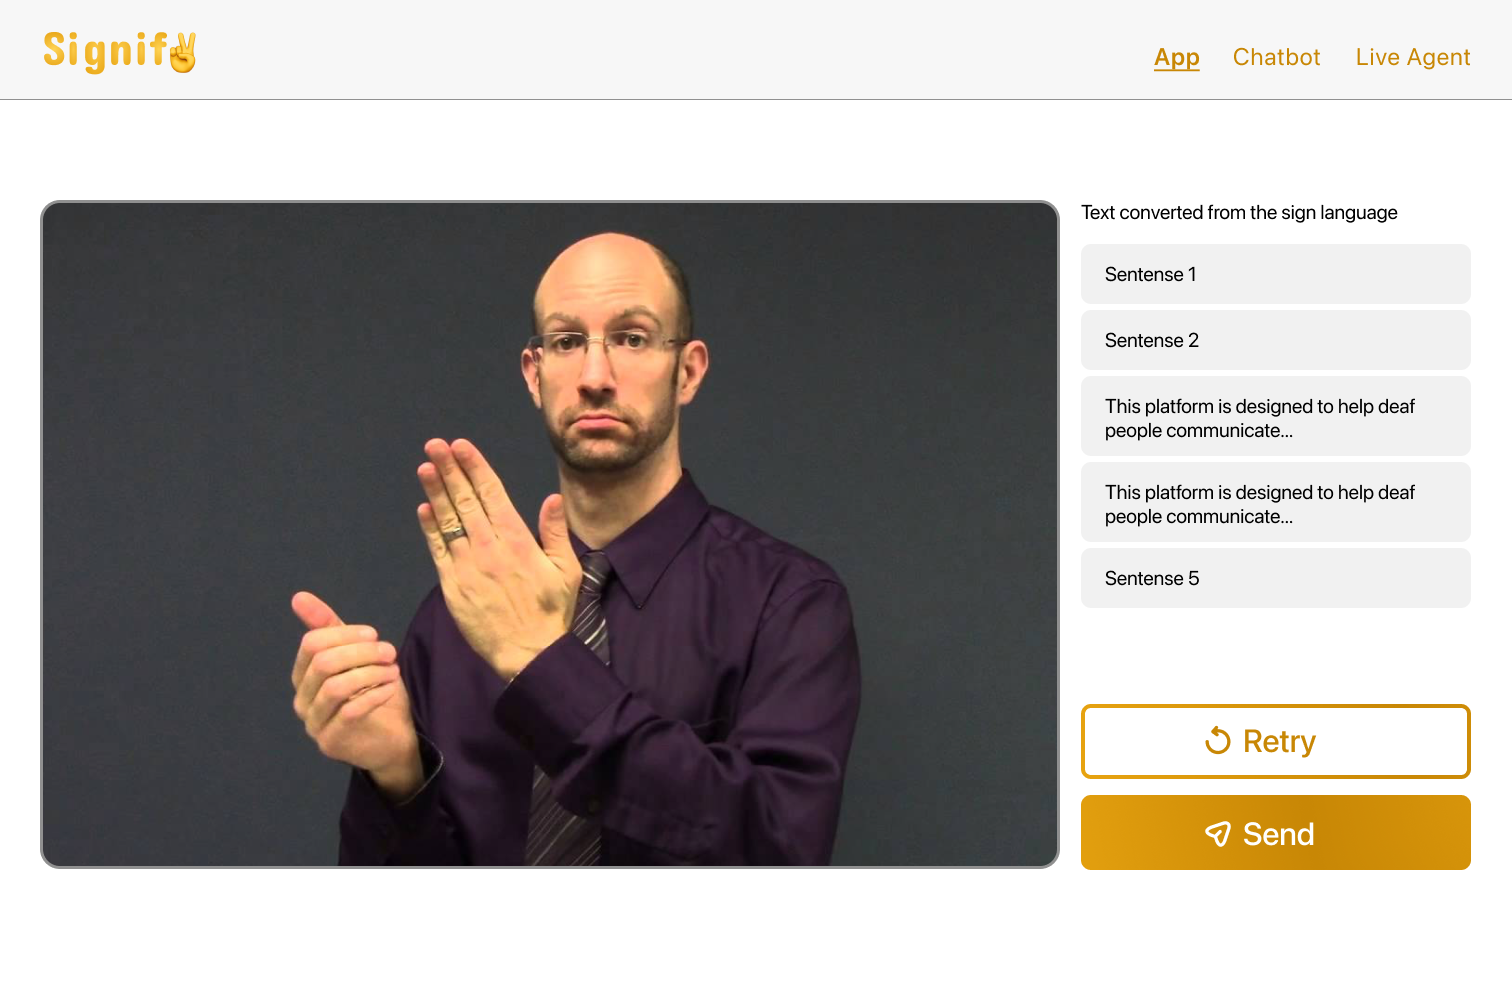 Signif✌
App Chatbot Live Agent
Text converted from the sign language
Sentense 1
Sentense 2
This platform is designed to help deaf
people communicate...
This platform is designed to help deaf
people communicate...
Sentense 5
Retry
Send